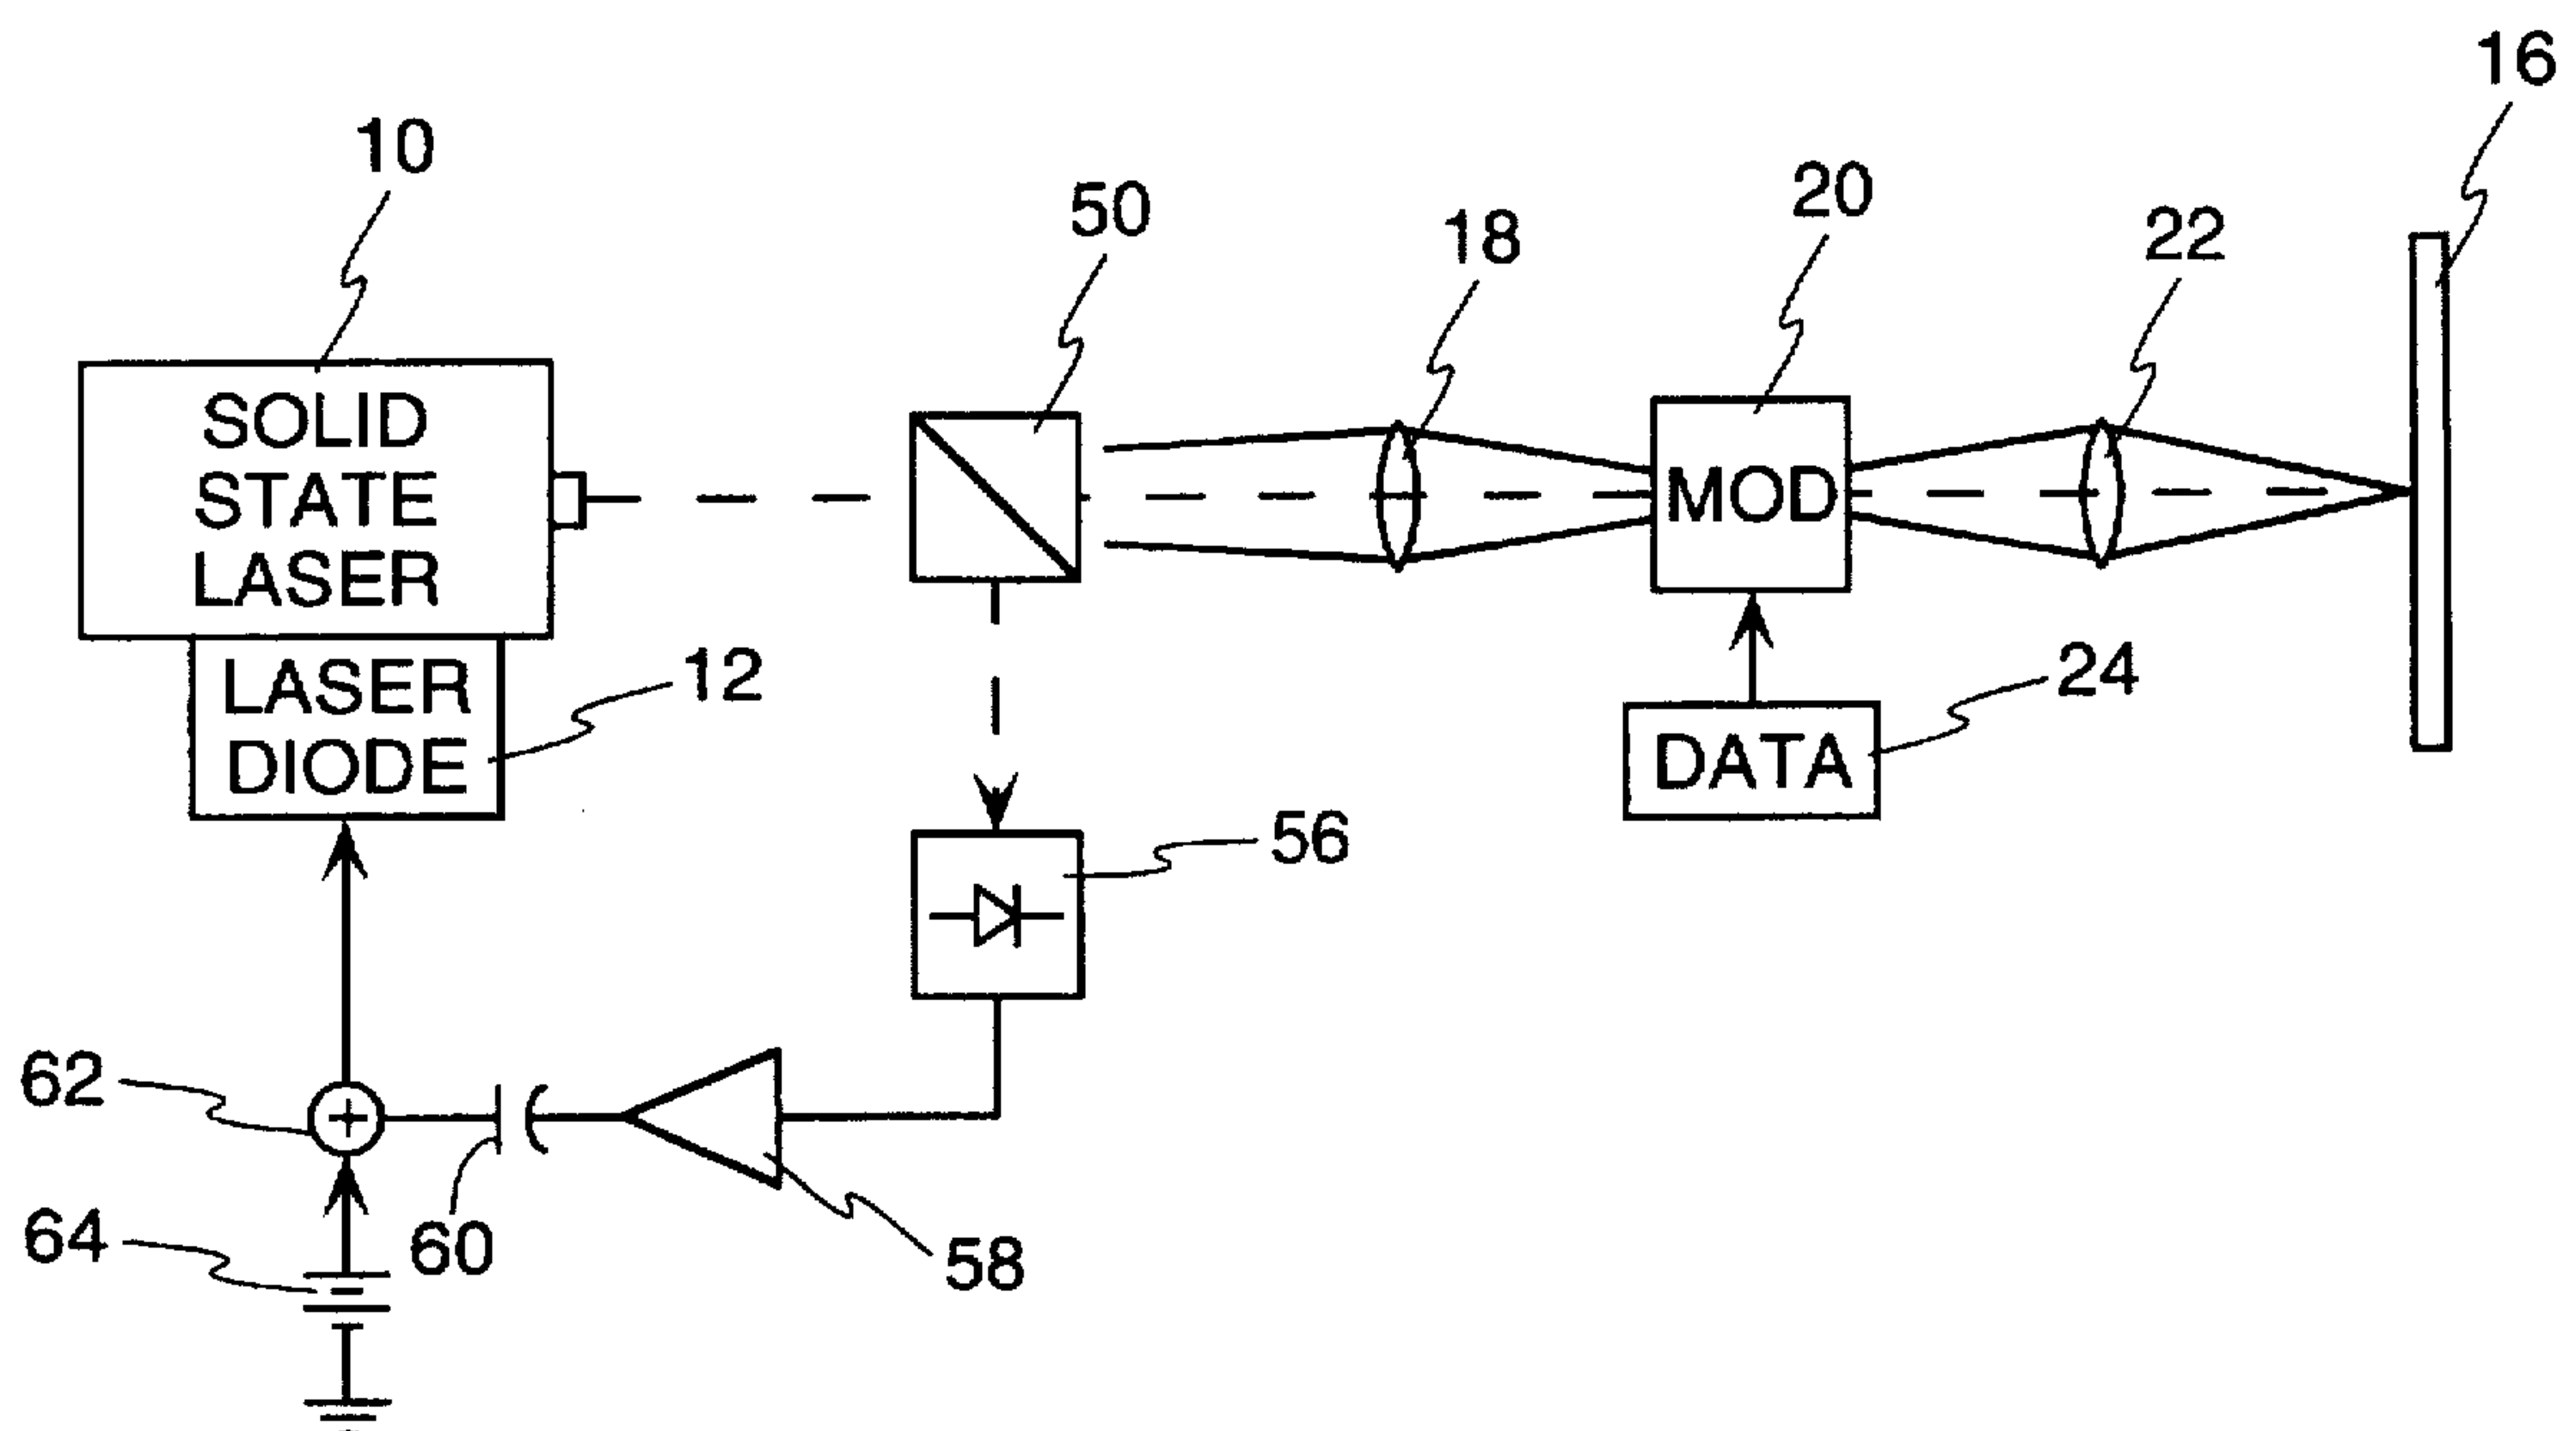 16
10
20
50
18
22
SOLID
STATE
LASER
MOD
LASER
DIODE
12
24
DATA
56
62
+
64
60
58